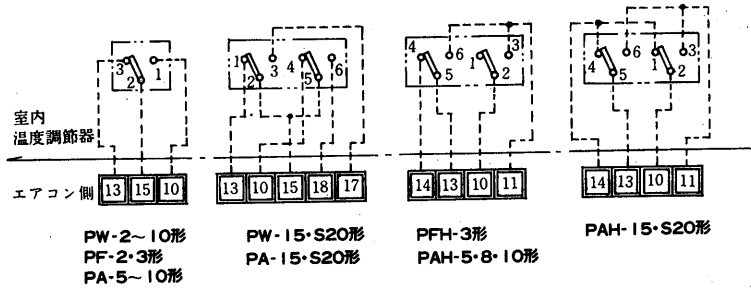 3 2 1
1 2 3 4 5 6
4 5 6 1 2 3
4 5 6 1 2 3
室内
温度調節器
エアコン側
13 15 10
13 10 15 18 17
14 13 10 11
14 13 10 11
PW-2～10形
PF-2・3形
PA-5～10形
PW-15・S20形
PA-15・S20形
PFH-3形
PAH-5・8・10形
PAH-15・S20形